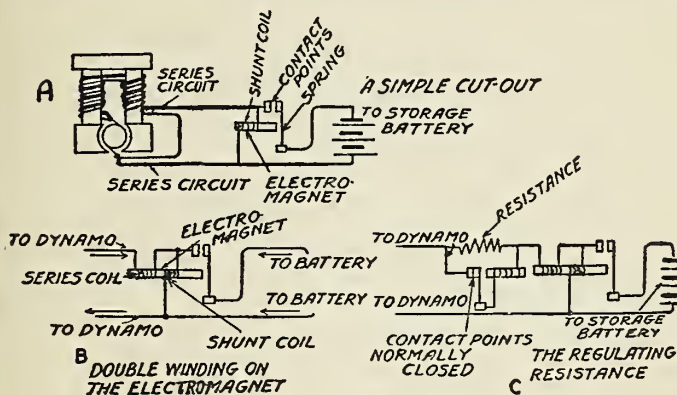 A
SERIES
CIRCUIT
SHUNT COIL
CONTACT
POINTS
SPRING
A SIMPLE CUT-OUT
TO STORAGE
BATTERY
SERIES CIRCUIT
ELECTRO-
MAGNET
ELECTRO-
MAGNET
TO DYNAMO
SERIES COIL
TO BATTERY
TO BATTERY
TO DYNAMO
SHUNT COIL
B
DOUBLE WINDING ON
THE ELECTROMAGNET
RESISTANCE
TO DYNAMO
TO DYNAMO
TO STORAGE
BATTERY
CONTACT POINTS
NORMALLY
CLOSED
C
THE REGULATING
RESISTANCE